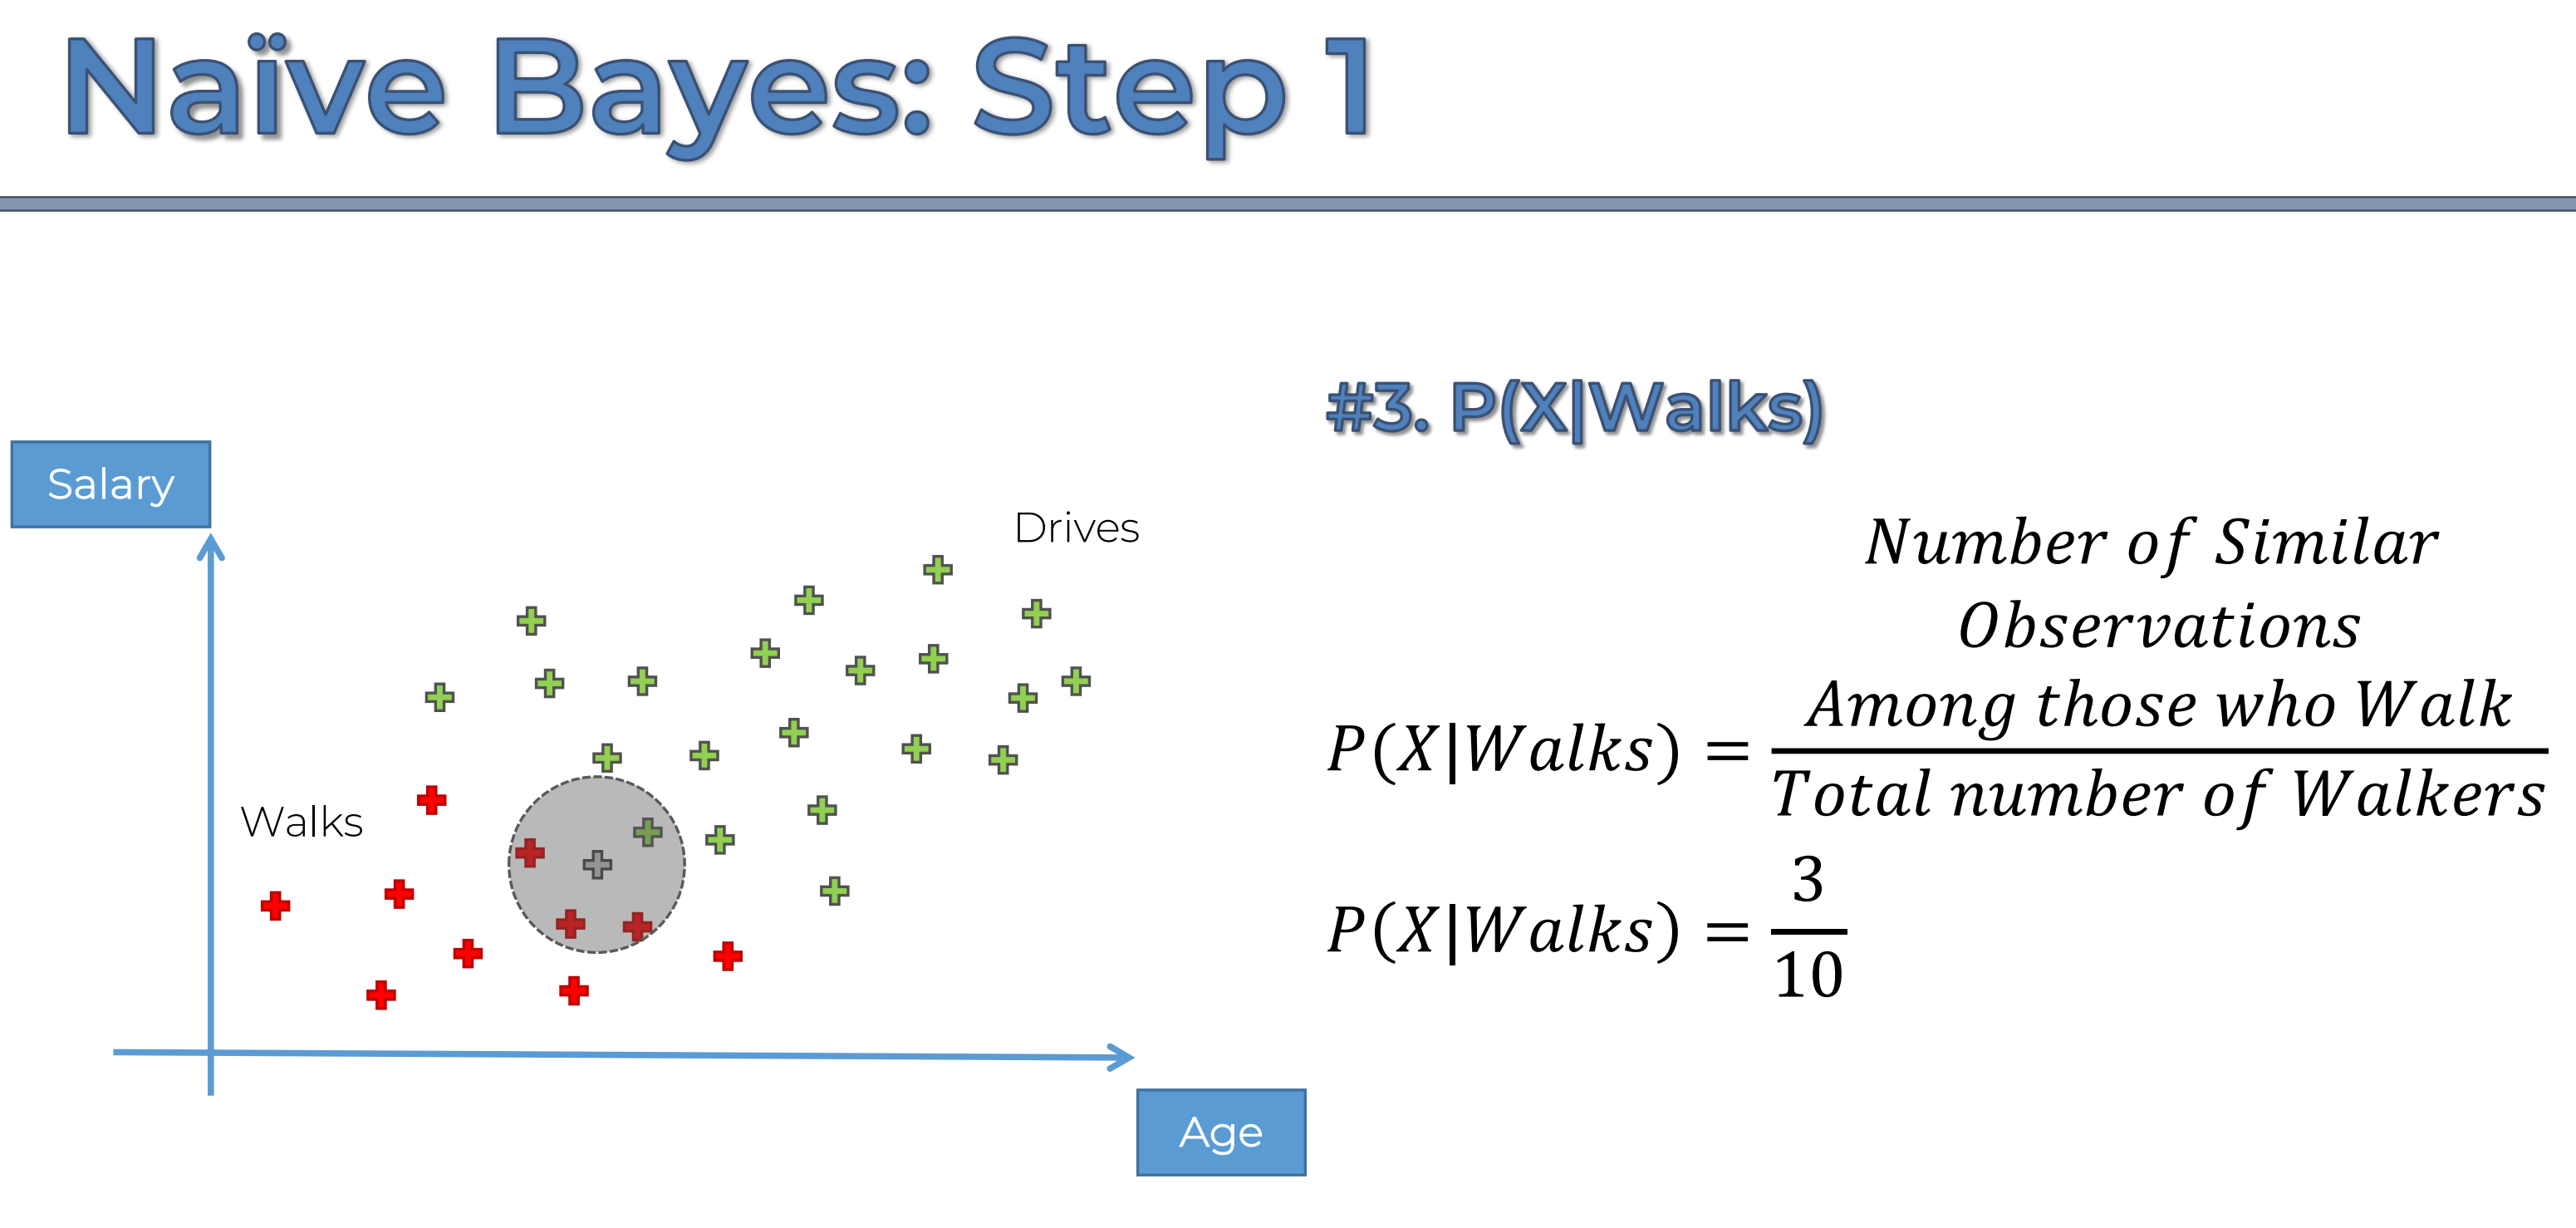 Naïve Bayes: Step 1
#3. P(X|Walks)
Salary
Drives
Walks
Age
Number of Similar
Observations
Among those who Walk
P(X|Walks) =
Total number of Walkers
P(X|Walks) = 3
10